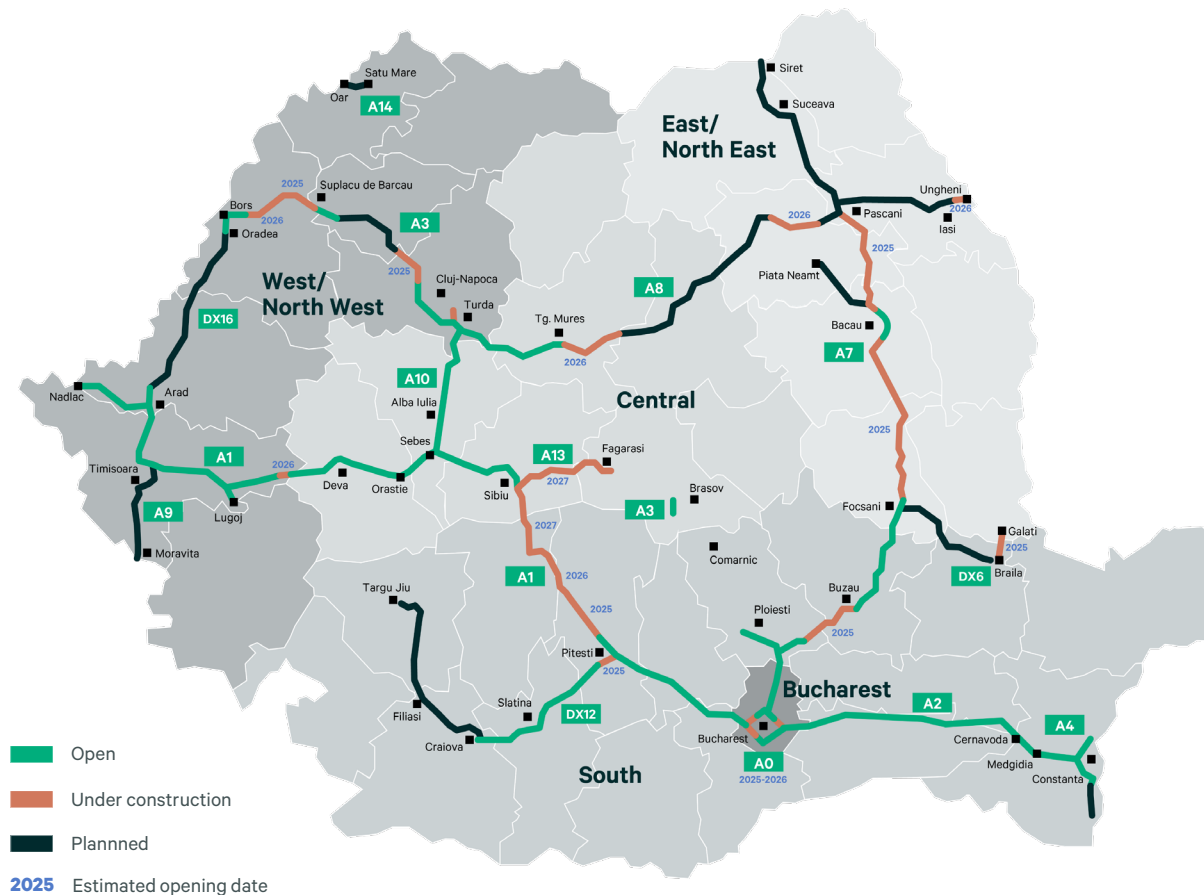 Siret
Satu Mare
Oar
A14
Suceava
East/
North East
Suplacu de Barcau
2025
Ungheni
2026
Bors
2026
Oradea
A3
2026
Pascani
Iasi
2025
West/
North West
2025
Cluj-Napoca
Piata Neamt
A8
Turda
DX16
Tg. Mures
Bacau
A7
2026
A10
Nadlac
Arad
Alba Iulia
Central
2025
Sebes
A1
2026
A13
Fagarasi
Timisoara
Deva
Orastie
Sibiu
2027
Brasov
A9
Lugoj
A3
Focsani
2027
Galati
2025
Moravita
Comarnic
Braila
A1
2026
DX6
Targu Jiu
Buzau
2025
Ploiesti
2025
Pitesti
2025
Bucharest
Slatina
Filiasi
DX12
A2
A4
Craiova
Bucharest
Cernavoda
Medgidia
Constanta
A0
2025-2026
South
Open
Under construction
Plannned
2025 Estimated opening date